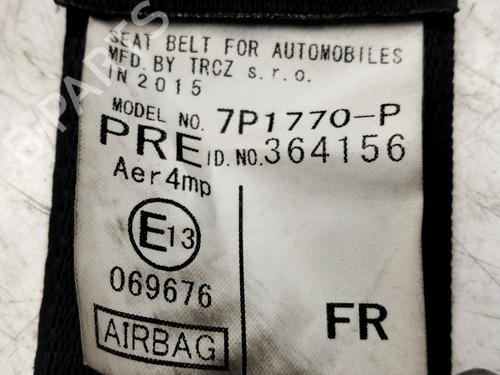 SEAT BELT FOR AUTOMOBILES
MFD. BY TRCZ s.r.o.
IN 2015
MODEL NO. 7P1770-P
PRE ID. NO. 364156
Aer4mp
E13
069676
AIRBAG
FR
B-PARTS